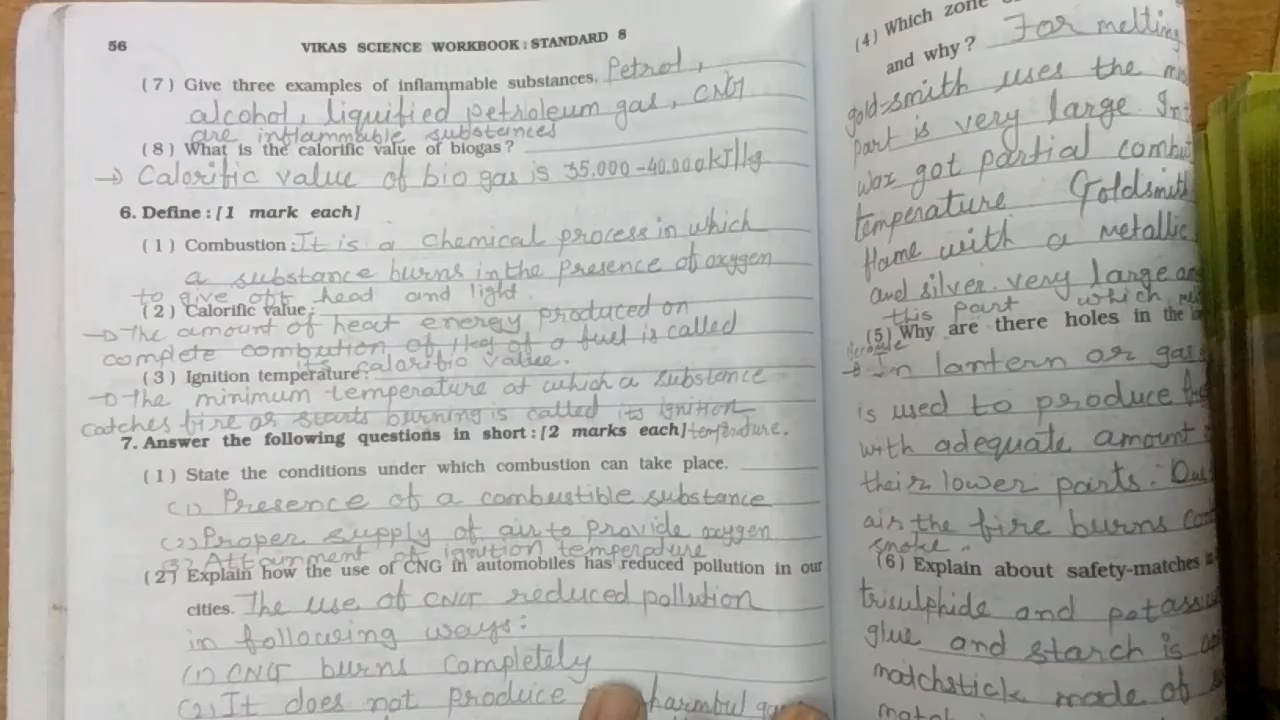 56
VIKAS SCIENCE WORKBOOK : STANDARD 8
(7) Give three examples of inflammable substances. Petrol,
alcohol, liquified petroleum gas, CNG
are inflammable substances
(8) What is the calorific value of biogas?
→ Calorific value of bio gas is 35,000 - 40,000 kJ/kg
6. Define : [1 mark each]
(1) Combustion : It is a chemical process in which
a substance burns in the presence of oxygen
to give off head and light.
(2) Calorific value :
→ The amount of heat energy produced on
complete combution of 1kg of a fuel is called
its calorific value.
(3) Ignition temperature :
→ The minimum temperature at which a substance
catches fire or starts burning is called its ignition
temperature.
7. Answer the following questions in short : [2 marks each]
(1) State the conditions under which combustion can take place.
(1) Presence of a combustible substance
(2) Proper supply of air to provide oxygen
(3) Attainment of ignition temperature
(2) Explain how the use of CNG in automobiles has reduced pollution in our
cities. The use of CNG reduced pollution
in following ways :
(1) CNG burns completely
(2) It does not produce harmbul
(4) Which zone
and why? For melting
gold-smith uses the
part is very large. In
wax got partial
temperature Goldsmith
flame with a metallic
and silver. very large
this part which
(5) Why are there holes in the
→ In lantern or gas
is used to produce
with adequate amount
their lower parts.
air the fire burns
smoke.
(6) Explain about safety-matches
trisulphide and
glue and starch is
matchstick made of